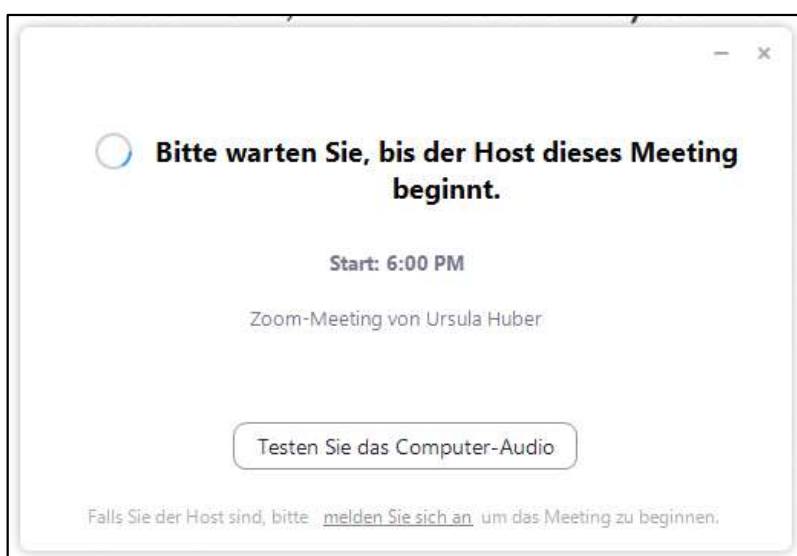 Bitte warten Sie, bis der Host dieses Meeting
beginnt.
Start: 6:00 PM
Zoom-Meeting von Ursula Huber
Testen Sie das Computer-Audio
Falls Sie der Host sind, bitte melden Sie sich an um das Meeting zu beginnen.